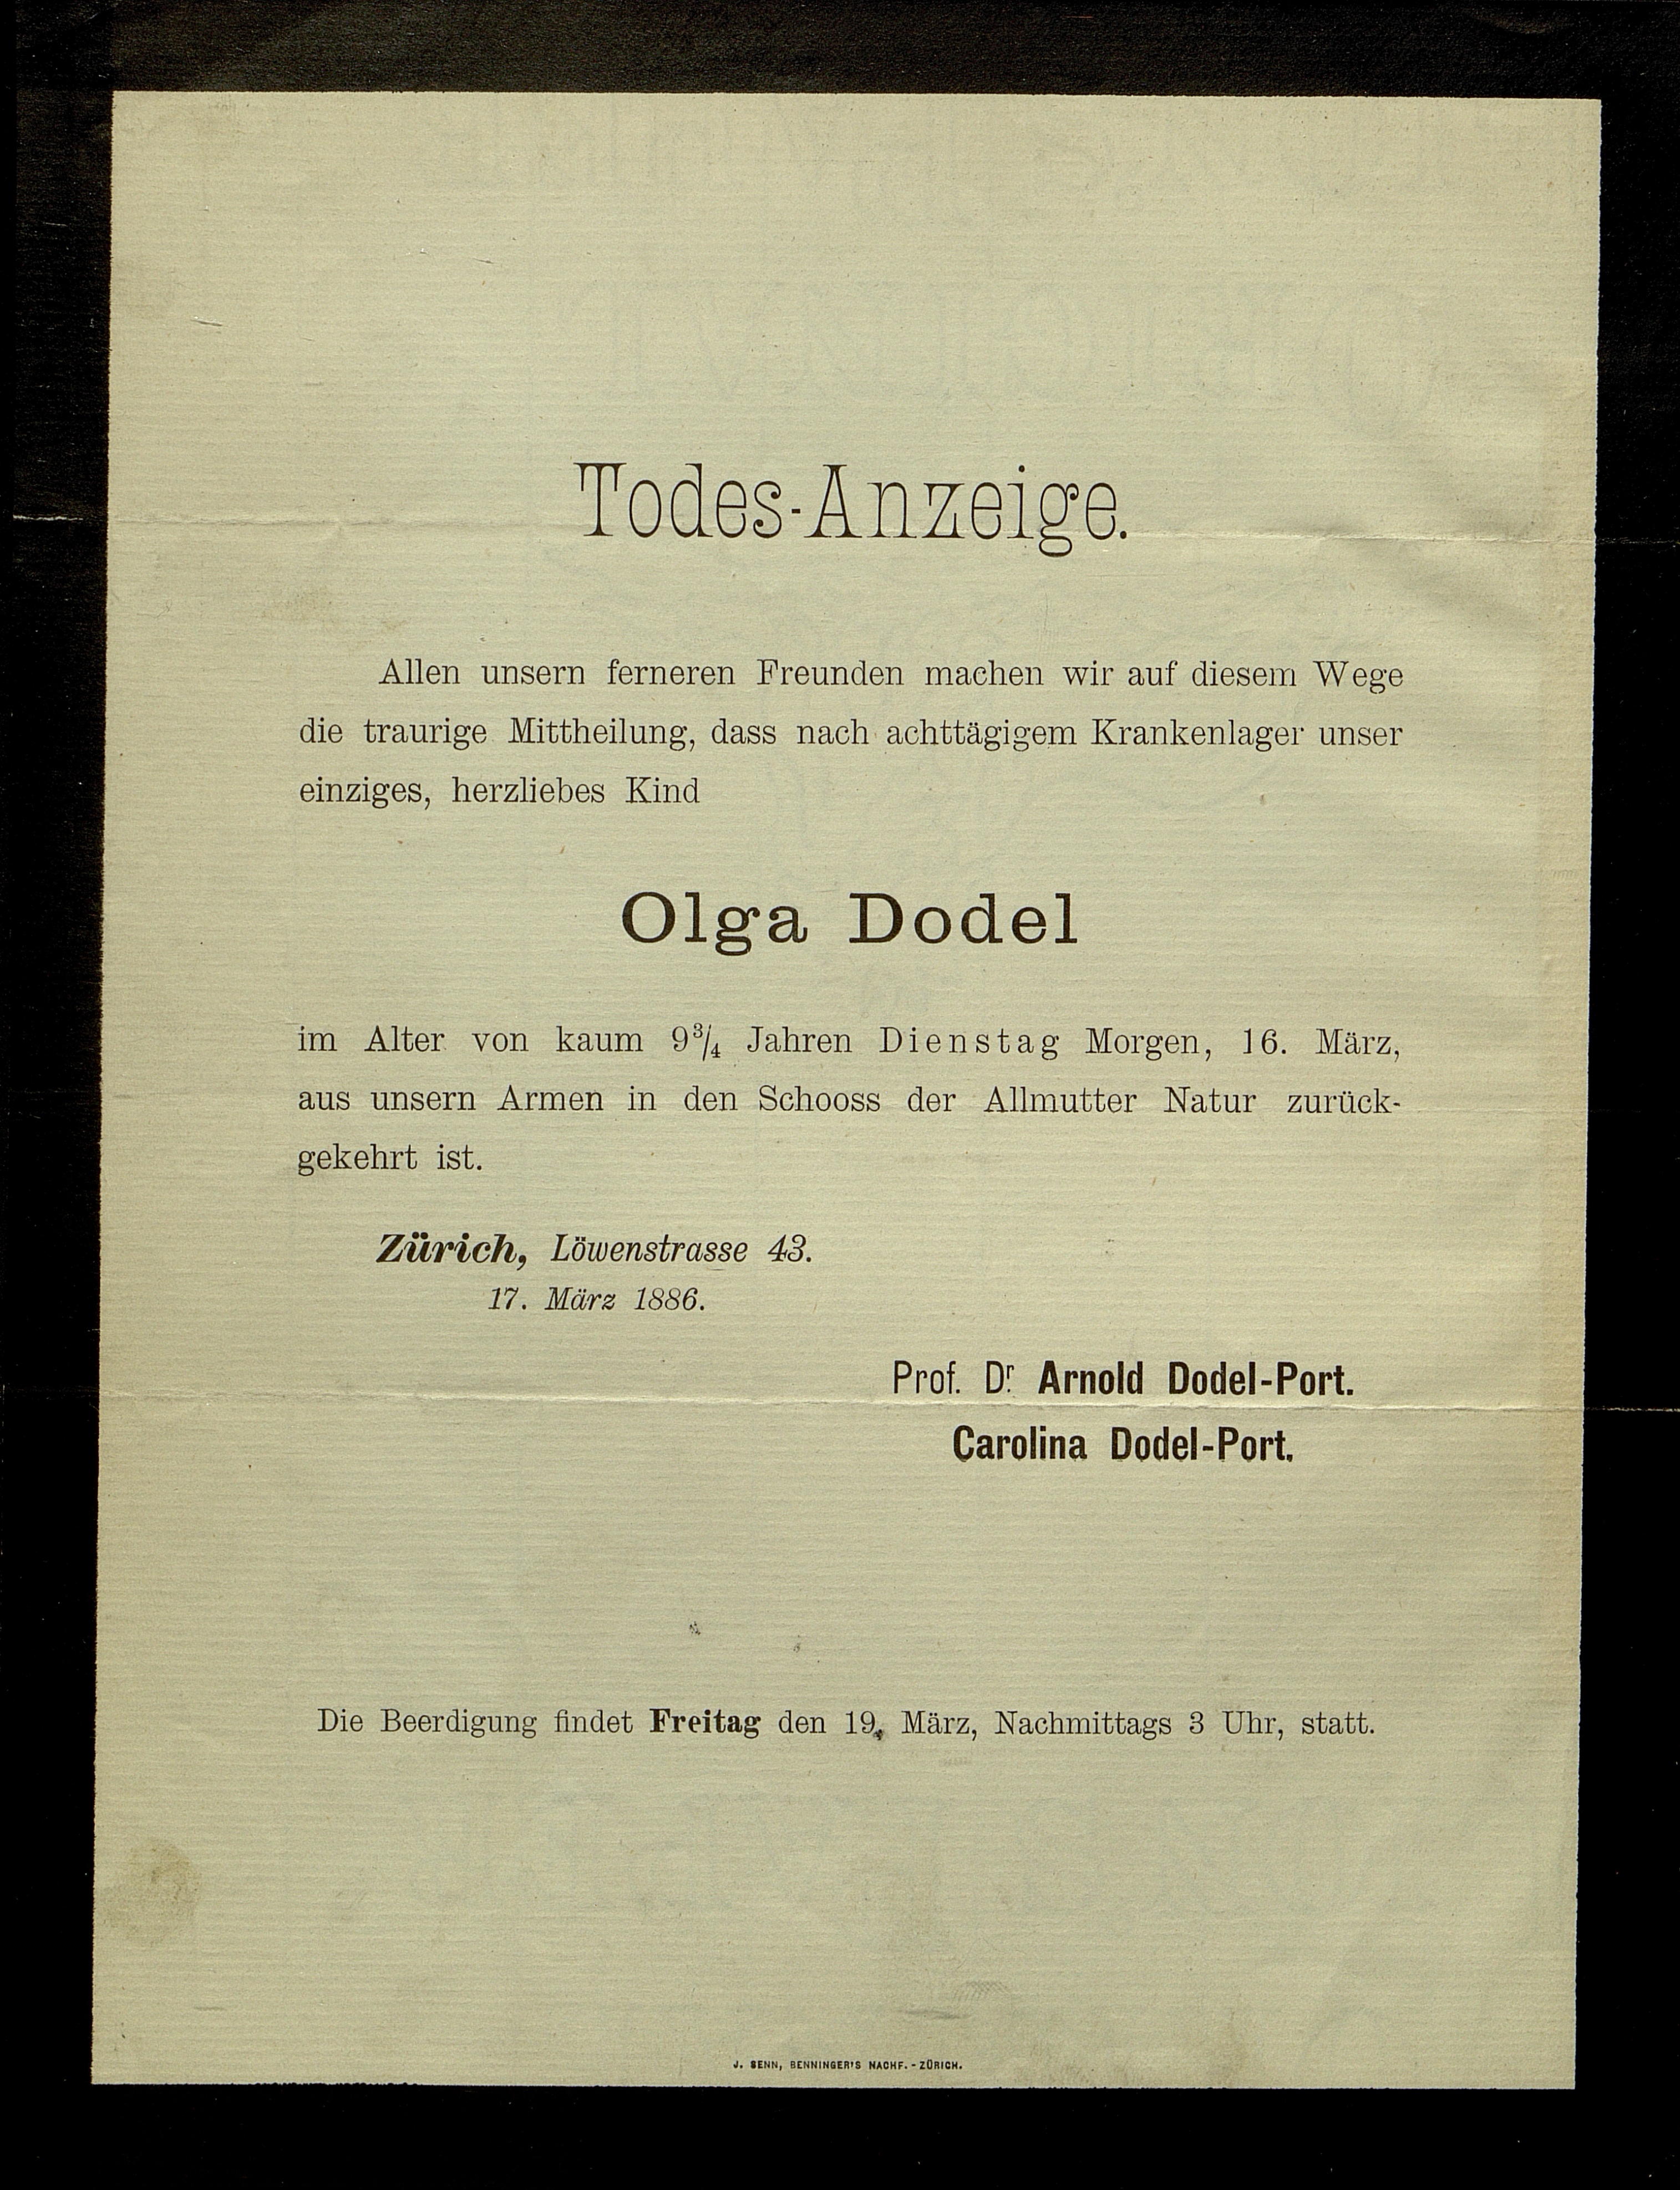 Todes-Anzeige.
Allen unsern ferneren Freunden machen wir auf diesem Wege
die traurige Mittheilung, dass nach achttägigem Krankenlager unser
einziges, herzliebes Kind
Olga Dodel
im Alter von kaum 9¾ Jahren Dienstag Morgen, 16. März,
aus unsern Armen in den Schooss der Allmutter Natur zurück-
gekehrt ist.
Zürich, Löwenstrasse 43.
17. März 1886.
Prof. Dr. Arnold Dodel-Port.
Carolina Dodel-Port.
Die Beerdigung findet Freitag den 19. März, Nachmittags 3 Uhr, statt.
J. SENN, BENNINGER'S NACHF. - ZÜRICH.